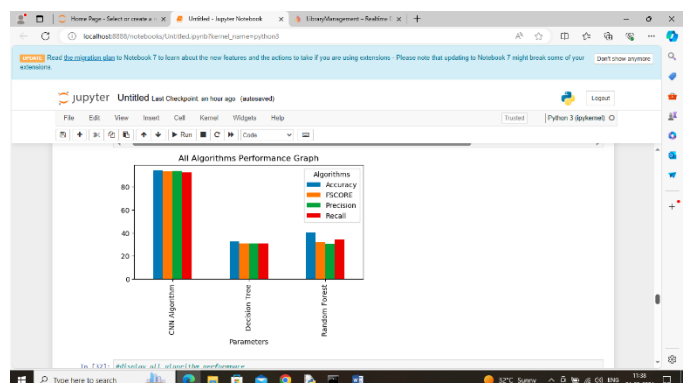 Home Page - Select or create a n
Untitled - Jupyter Notebook
LibraryManagement - Realtime D
localhost:8888/notebooks/Untitled.ipynb?kernel_name=python3
UPDATE Read the migration plan to Notebook 7 to learn about the new features and the actions to take if you are using extensions - Please note that updating to Notebook 7 might break some of your extensions.
Don't show anymore
jupyter Untitled Last Checkpoint: an hour ago (autosaved)
Logout
File Edit View Insert Cell Kernel Widgets Help
Trusted Python 3 (ipykernel)
Run Code
All Algorithms Performance Graph
Algorithms
Accuracy
FSCORE
Precision
Recall
80
60
40
20
0
CNN Algorithm
Decision Tree
Random Forest
Parameters
In [32]: #display all algorithm performance
Type here to search
32°C Sunny
ENG
11:38